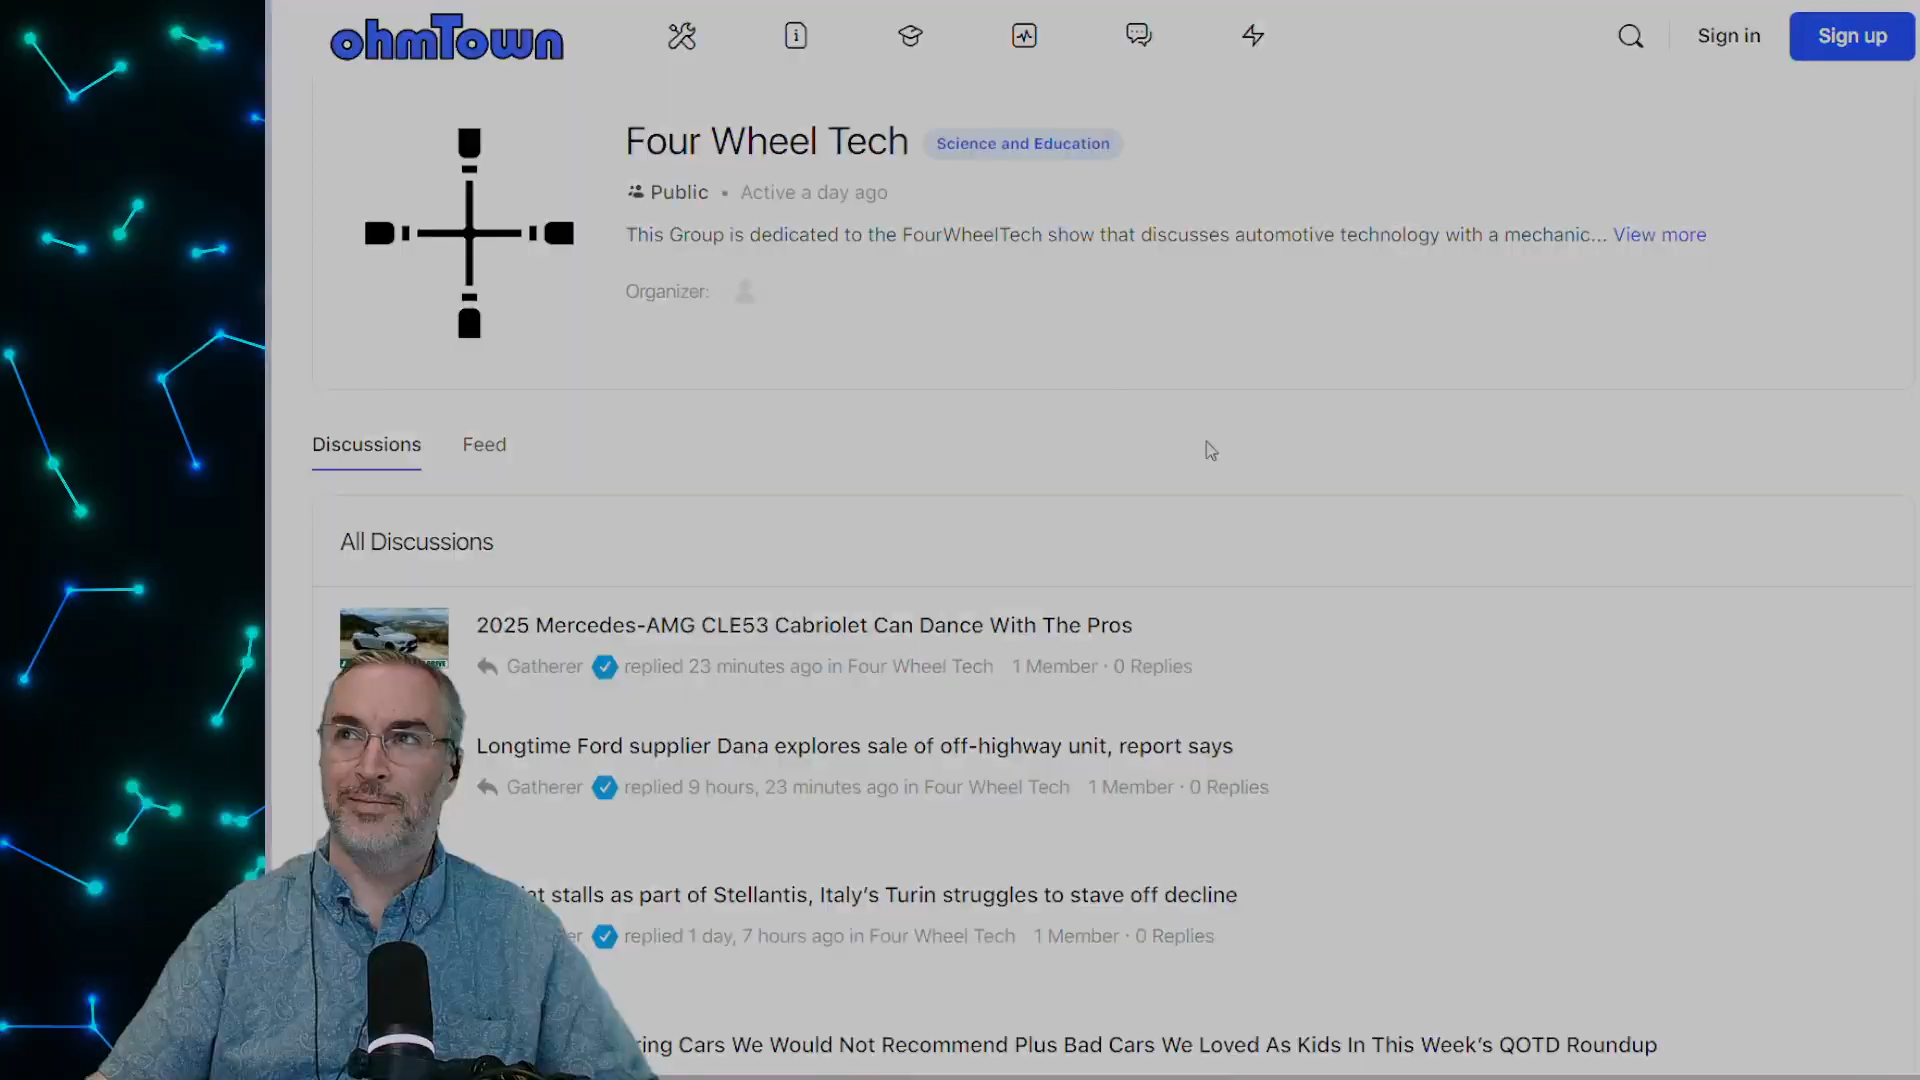 ohmTown
Sign in
Sign up
Four Wheel Tech
Science and Education
Public • Active a day ago
This Group is dedicated to the FourWheelTech show that discusses automotive technology with a mechanic... View more
Organizer:
Discussions
Feed
All Discussions
2025 Mercedes-AMG CLE53 Cabriolet Can Dance With The Pros
Gatherer replied 23 minutes ago in Four Wheel Tech 1 Member · 0 Replies
Longtime Ford supplier Dana explores sale of off-highway unit, report says
Gatherer replied 9 hours, 23 minutes ago in Four Wheel Tech 1 Member · 0 Replies
stalls as part of Stellantis, Italy’s Turin struggles to stave off decline
replied 1 day, 7 hours ago in Four Wheel Tech 1 Member · 0 Replies
Cars We Would Not Recommend Plus Bad Cars We Loved As Kids In This Week’s QOTD Roundup